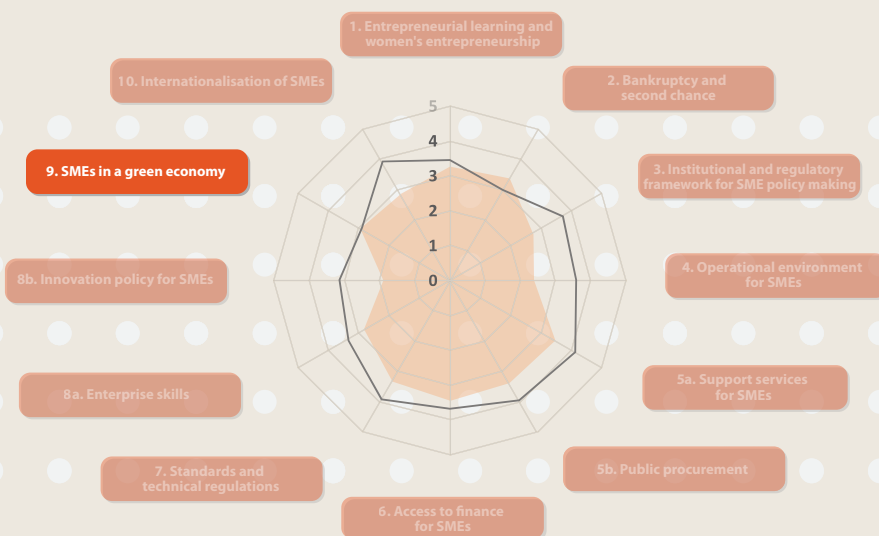 1. Entrepreneurial learning and
women's entrepreneurship
10. Internationalisation of SMEs
2. Bankruptcy and
second chance
5
4
9. SMEs in a green economy
3
3. Institutional and regulatory
framework for SME policy making
2
1
8b. Innovation policy for SMEs
0
4. Operational environment
for SMEs
8a. Enterprise skills
5a. Support services
for SMEs
7. Standards and
technical regulations
5b. Public procurement
6. Access to finance
for SMEs